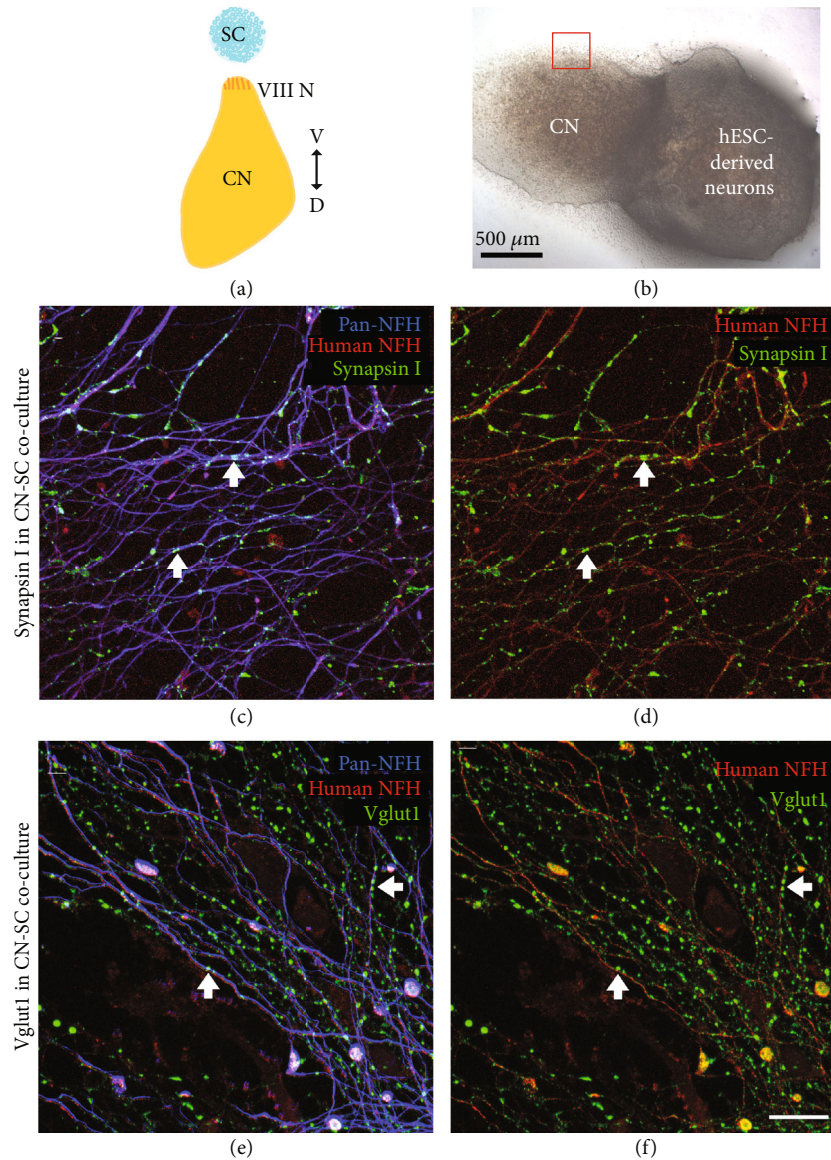 SC
VIII N
V
CN
D
(a)
CN
hESC-
derived
neurons
500 μm
(b)
Synapsin I in CN-SC co-culture
Pan-NFH
Human NFH
Synapsin I
(c)
Human NFH
Synapsin I
(d)
Vglut1 in CN-SC co-culture
Pan-NFH
Human NFH
Vglut1
(e)
Human NFH
Vglut1
(f)